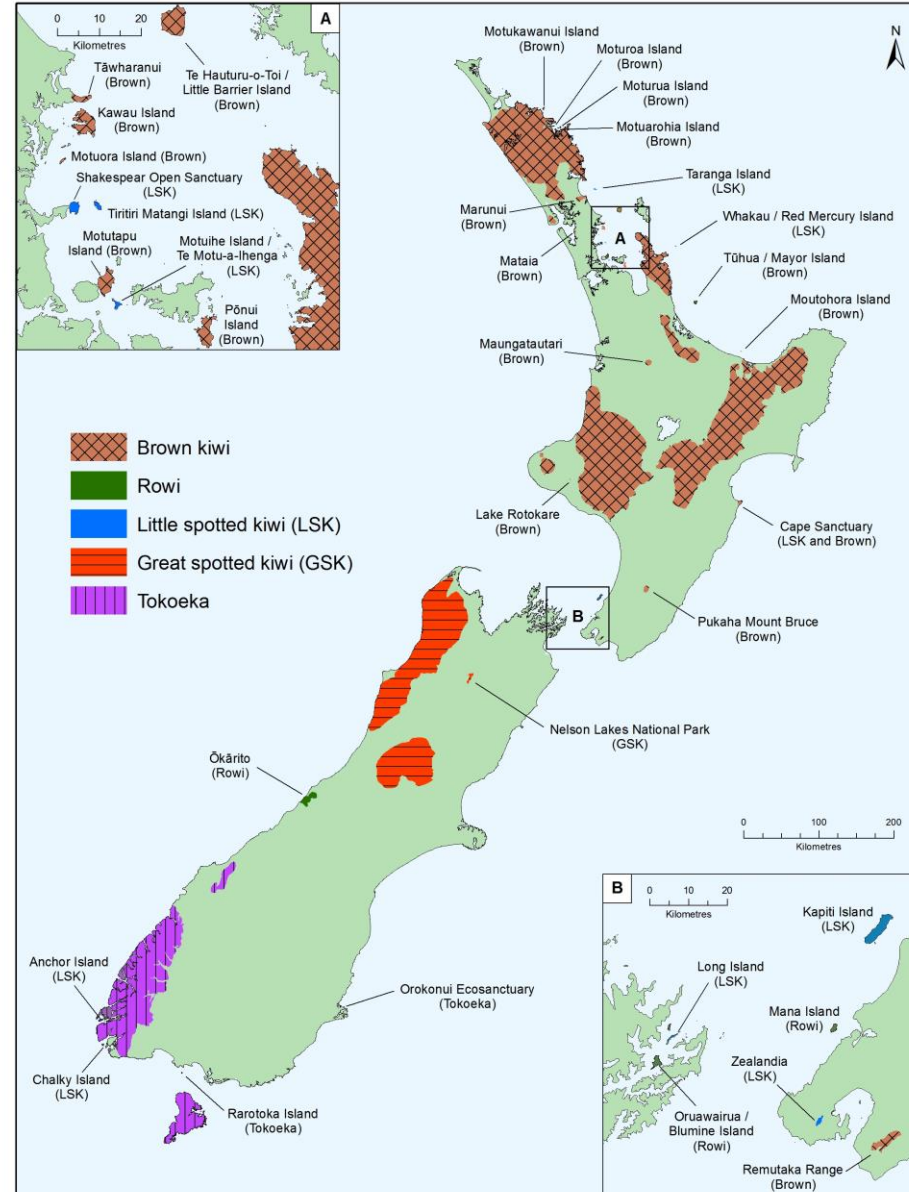 A
0 10 20
Kilometres
Tāwharanui
(Brown)
Te Hauturu-o-Toi /
Little Barrier Island
(Brown)
Kawau Island
(Brown)
Motuora Island (Brown)
Shakespear Open Sanctuary
(LSK)
Tiritiri Matangi Island (LSK)
Motutapu
Island (Brown)
Motuihe Island /
Te Motu-a-Ihenga
(LSK)
Pōnui
Island
(Brown)
N
Motukawanui Island
(Brown)
Moturoa Island
(Brown)
Moturua Island
(Brown)
Motuarohia Island
(Brown)
Taranga Island
(LSK)
Marunui
(Brown)
A
Whakau / Red Mercury Island
(LSK)
Mataia
(Brown)
Tūhua / Mayor Island
(Brown)
Moutohora Island
(Brown)
Maungatautari
(Brown)
Lake Rotokare
(Brown)
Cape Sanctuary
(LSK and Brown)
B
Pukaha Mount Bruce
(Brown)
Brown kiwi
Rowi
Little spotted kiwi (LSK)
Great spotted kiwi (GSK)
Tokoeka
Nelson Lakes National Park
(GSK)
Ōkārito
(Rowi)
0 100 200
Kilometres
Anchor Island
(LSK)
Chalky Island
(LSK)
Orokonui Ecosanctuary
(Tokoeka)
Rarotoka Island
(Tokoeka)
B
0 5 10 20
Kilometres
Kapiti Island
(LSK)
Long Island
(LSK)
Mana Island
(Rowi)
Zealandia
(LSK)
Oruawairua /
Blumine Island
(Rowi)
Remutaka Range
(Brown)